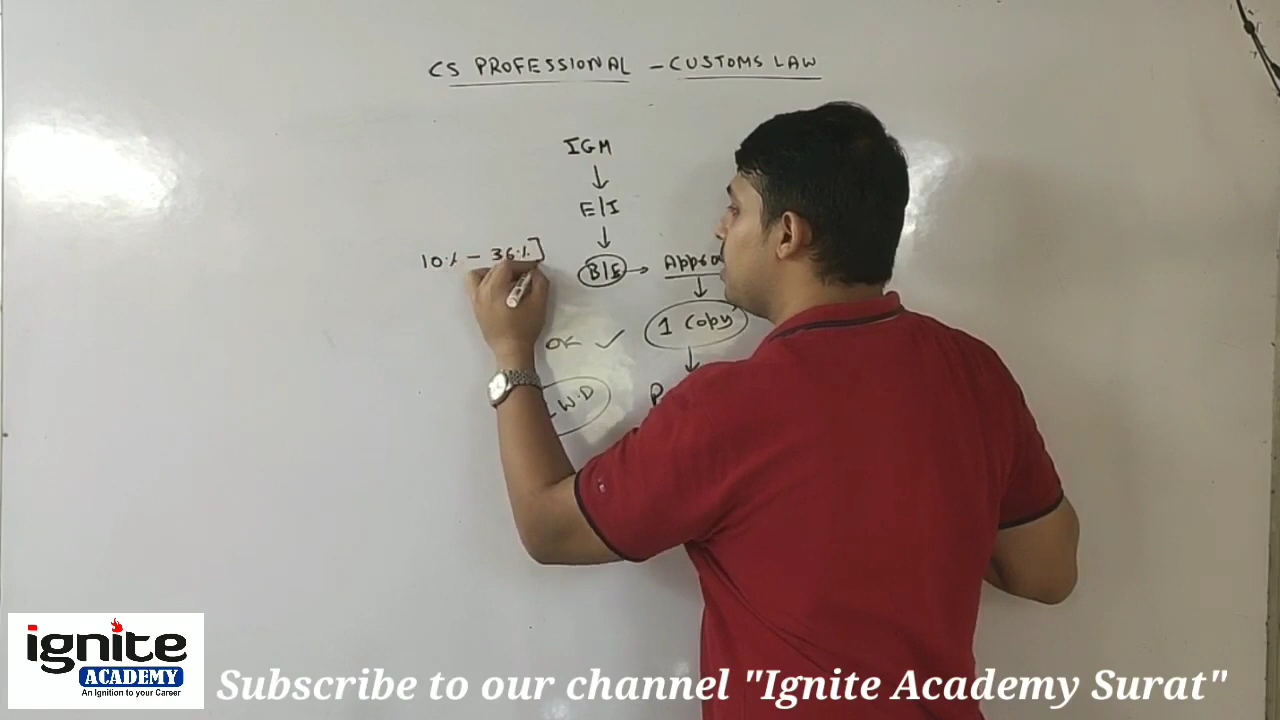 CS PROFESSIONAL - CUSTOMS LAW
IGM
E/I
10% - 36%]
B/E
1 Copy
OK ✓
W.D
ignite
ACADEMY
An Ignition to your Career
Subscribe to our channel "Ignite Academy Surat"